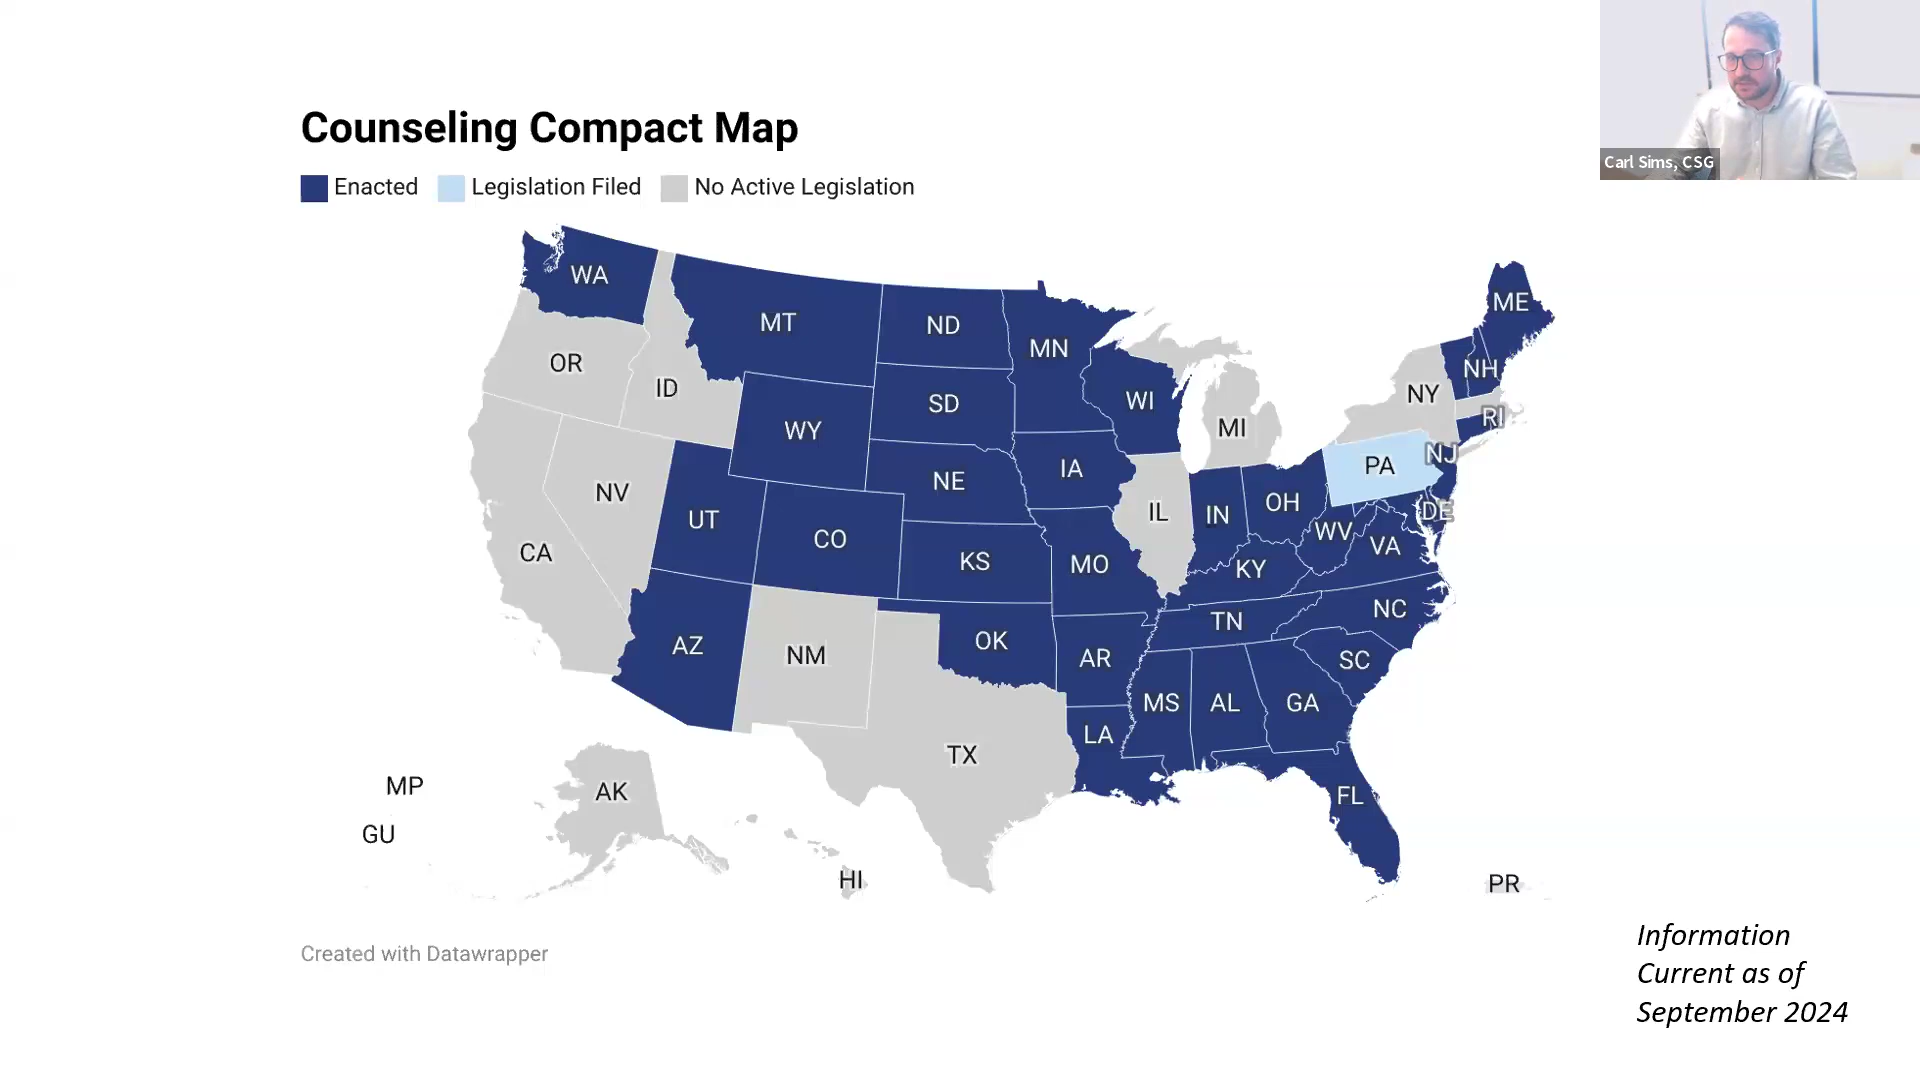 Carl Sims, CSG
Counseling Compact Map
Enacted Legislation Filed No Active Legislation
WA
ME
MT
ND
MN
OR
NH
ID
NY
WI
SD
RI
MI
WY
NJ
PA
IA
NE
NV
OH
IL
IN
DE
UT
WV
CO
VA
CA
KS
MO
KY
NC
TN
OK
AZ
NM
AR
SC
MS
AL
GA
LA
TX
MP
AK
FL
GU
HI
PR
Created with Datawrapper
Information
Current as of
September 2024